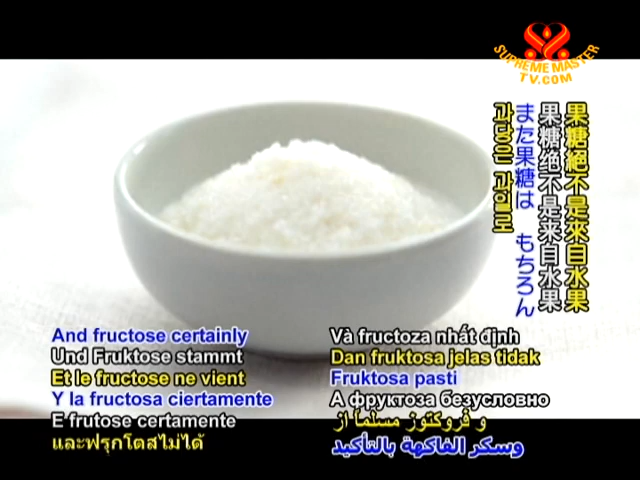 SUPREME MASTER
TV.COM
果糖絕不是來自水果
果糖绝不是来自水果
また果糖は もちろん
과당은 과일로
And fructose certainly
Und Fruktose stammt
Et le fructose ne vient
Y la fructosa ciertamente
E frutose certamente
และฟรุกโตสไม่ได้
Và fructoza nhất định
Dan fruktosa jelas tidak
Fruktosa pasti
А фруктоза безусловно
و فروکتوز مسلماً از
وسكر الفاكهة بالتأكيد